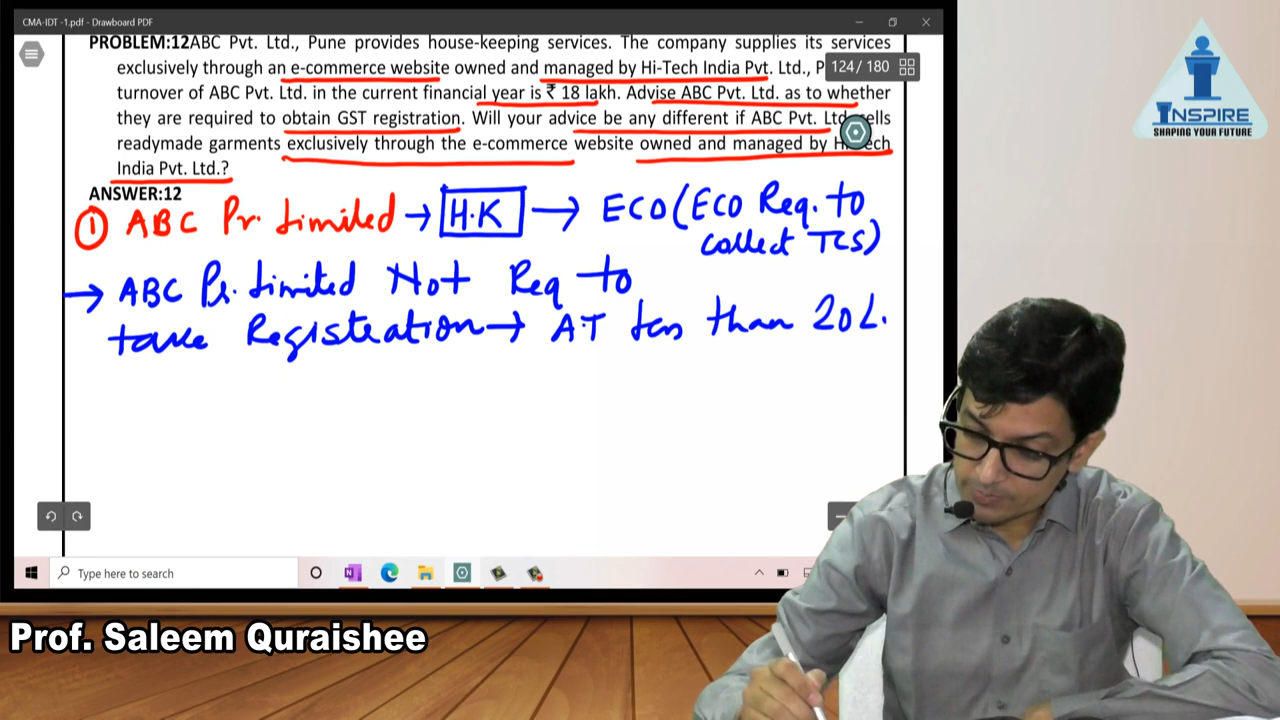 CMA-IDT -1.pdf - Drawboard PDF
PROBLEM:12ABC Pvt. Ltd., Pune provides house-keeping services. The company supplies its services
exclusively through an e-commerce website owned and managed by Hi-Tech India Pvt. Ltd., P
124 / 180
turnover of ABC Pvt. Ltd. in the current financial year is ₹ 18 lakh. Advise ABC Pvt. Ltd. as to whether
they are required to obtain GST registration. Will your advice be any different if ABC Pvt. Ltd. sells
readymade garments exclusively through the e-commerce website owned and managed by Hi-Tech
India Pvt. Ltd.?
ANSWER:12
① ABC Pr. Limited → H.K → ECO (ECO Req. to
collect TCS)
→ ABC Pr. Limited Not Req to
take Registration → A.T less than 20L.
Type here to search
INSPIRE
SHAPING YOUR FUTURE
Prof. Saleem Quraishee